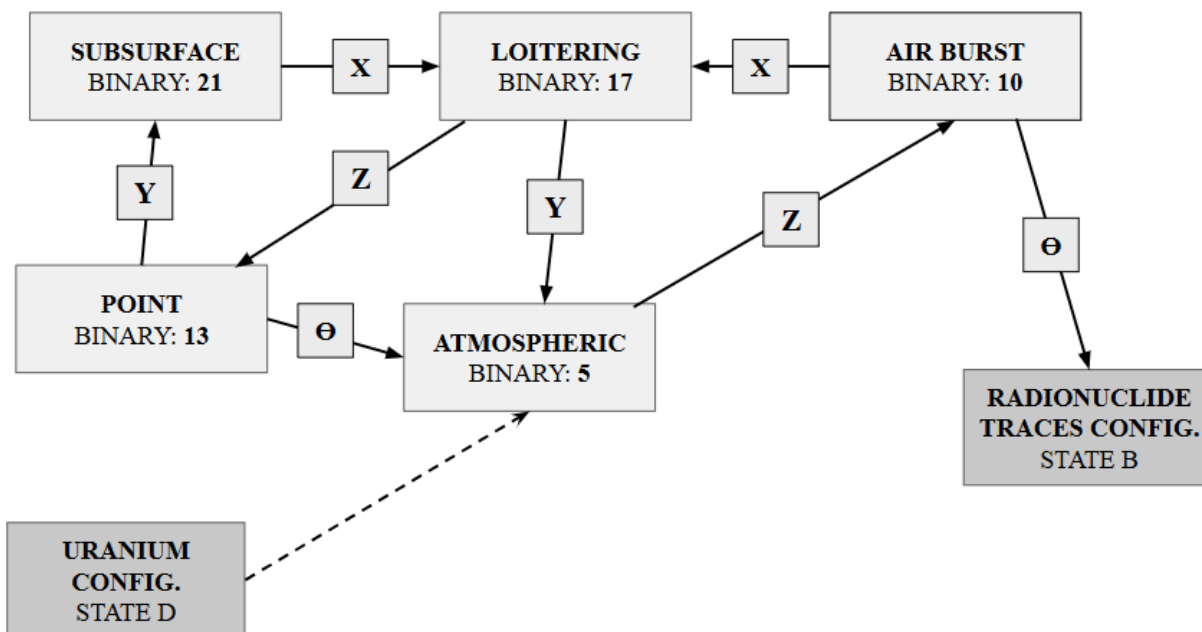 SUBSURFACE
BINARY: 21
X
LOITERING
BINARY: 17
X
AIR BURST
BINARY: 10
Y
Z
Y
Z
ϴ
POINT
BINARY: 13
ϴ
ATMOSPHERIC
BINARY: 5
RADIONUCLIDE
TRACES CONFIG.
STATE B
URANIUM
CONFIG.
STATE D